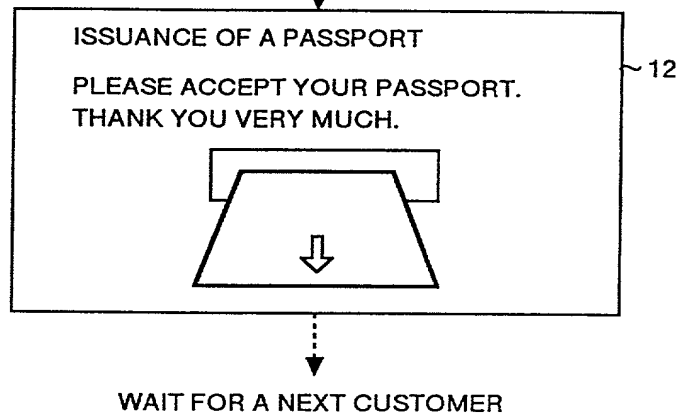 ISSUANCE OF A PASSPORT
12
PLEASE ACCEPT YOUR PASSPORT.
THANK YOU VERY MUCH.
WAIT FOR A NEXT CUSTOMER